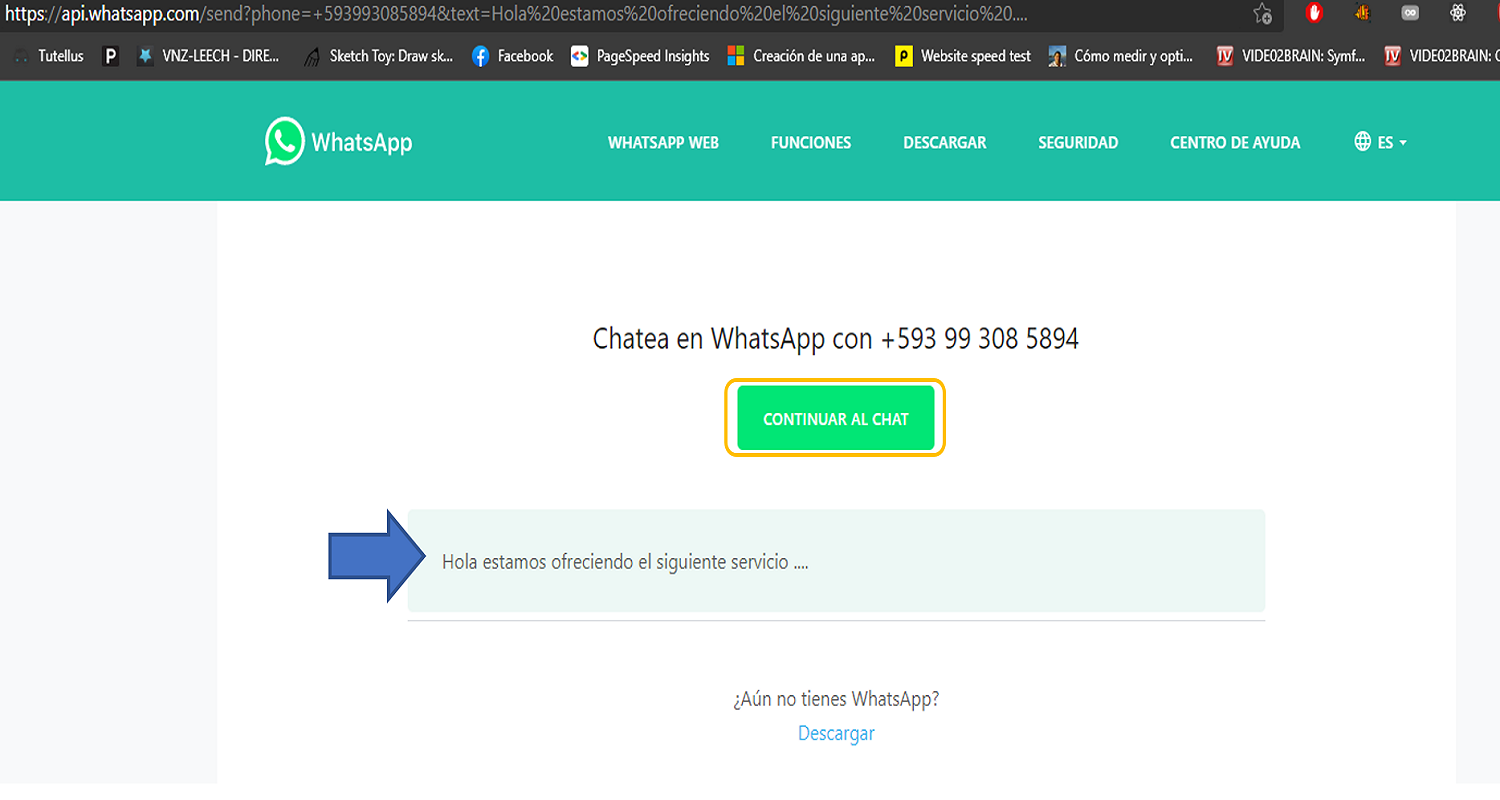 https://api.whatsapp.com/send?phone=+593993085894&text=Hola%20estamos%20ofreciendo%20el%20siguiente%20servicio%20....
Tutellus P VNZ-LEECH - DIRE... Sketch Toy: Draw sk... Facebook PageSpeed Insights Creación de una ap... P Website speed test Cómo medir y opti... VIDEO2BRAIN: Symf... VIDEO2BRAIN: C
WhatsApp WHATSAPP WEB FUNCIONES DESCARGAR SEGURIDAD CENTRO DE AYUDA ES
Chatea en WhatsApp con +593 99 308 5894
CONTINUAR AL CHAT
Hola estamos ofreciendo el siguiente servicio ....
¿Aún no tienes WhatsApp?
Descargar